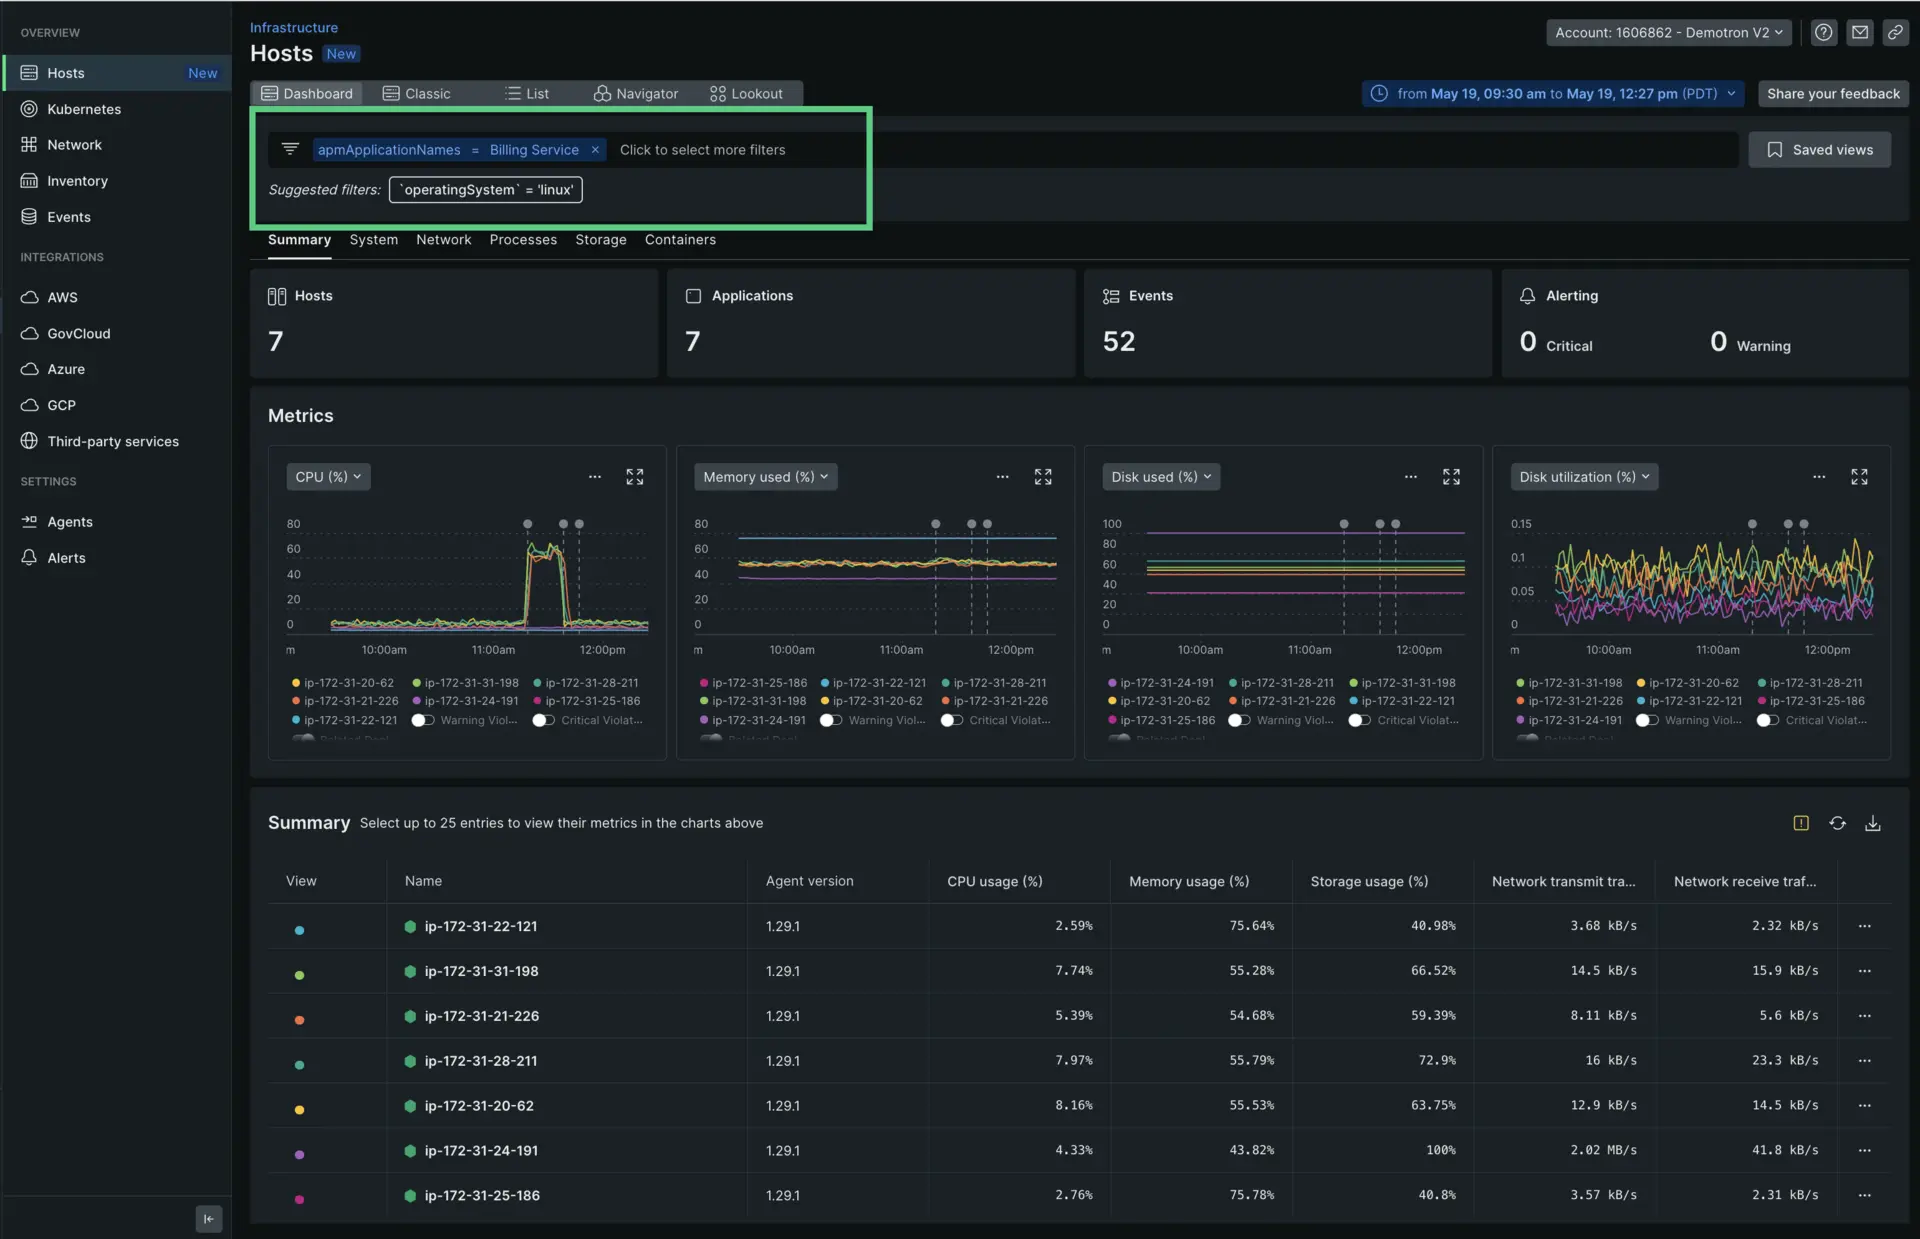 OVERVIEW
Hosts New
Kubernetes
Network
Inventory
Events
INTEGRATIONS
AWS
GovCloud
Azure
GCP
Third-party services
SETTINGS
Agents
Alerts
Infrastructure
Hosts New
Account: 1606862 - Demotron V2
Dashboard Classic List Navigator Lookout
from May 19, 09:30 am to May 19, 12:27 pm (PDT)
Share your feedback
apmApplicationNames = Billing Service × Click to select more filters
Saved views
Suggested filters: `operatingSystem` = 'linux'
Summary System Network Processes Storage Containers
Hosts
7
Applications
7
Events
52
Alerting
0 Critical 0 Warning
Metrics
CPU (%)
80
60
40
20
0
m 10:00am 11:00am 12:00pm
ip-172-31-20-62 ip-172-31-31-198 ip-172-31-28-211
ip-172-31-21-226 ip-172-31-24-191 ip-172-31-25-186
ip-172-31-22-121 Warning Viol... Critical Violat...
Memory used (%)
80
60
40
20
0
m 10:00am 11:00am 12:00pm
ip-172-31-25-186 ip-172-31-22-121 ip-172-31-28-211
ip-172-31-31-198 ip-172-31-20-62 ip-172-31-21-226
ip-172-31-24-191 Warning Viol... Critical Violat...
Disk used (%)
100
80
60
40
20
0
m 10:00am 11:00am 12:00pm
ip-172-31-24-191 ip-172-31-28-211 ip-172-31-31-198
ip-172-31-20-62 ip-172-31-21-226 ip-172-31-22-121
ip-172-31-25-186 Warning Viol... Critical Violat...
Disk utilization (%)
0.15
0.1
0.05
0
m 10:00am 11:00am 12:00pm
ip-172-31-31-198 ip-172-31-20-62 ip-172-31-28-211
ip-172-31-21-226 ip-172-31-22-121 ip-172-31-25-186
ip-172-31-24-191 Warning Viol... Critical Violat...
Summary Select up to 25 entries to view their metrics in the charts above
View Name Agent version CPU usage (%) Memory usage (%) Storage usage (%) Network transmit tra... Network receive traf...
ip-172-31-22-121 1.29.1 2.59% 75.64% 40.98% 3.68 kB/s 2.32 kB/s ...
ip-172-31-31-198 1.29.1 7.74% 55.28% 66.52% 14.5 kB/s 15.9 kB/s ...
ip-172-31-21-226 1.29.1 5.39% 54.68% 59.39% 8.11 kB/s 5.6 kB/s ...
ip-172-31-28-211 1.29.1 7.97% 55.79% 72.9% 16 kB/s 23.3 kB/s ...
ip-172-31-20-62 1.29.1 8.16% 55.53% 63.75% 12.9 kB/s 14.5 kB/s ...
ip-172-31-24-191 1.29.1 4.33% 43.82% 100% 2.02 MB/s 41.8 kB/s ...
ip-172-31-25-186 1.29.1 2.76% 75.78% 40.8% 3.57 kB/s 2.31 kB/s ...